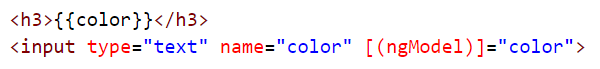 <h3>{{color}}</h3>
<input type="text" name="color" [(ngModel)]="color">